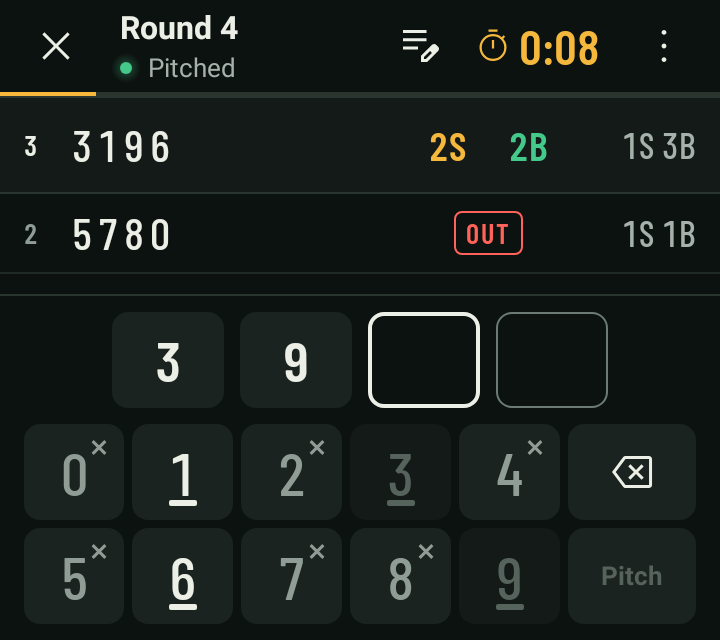 Round 4
Pitched
0:08
3 3196 2S 2B 1S 3B
2 5780 OUT 1S 1B
3 9
0 1 2 3 4
5 6 7 8 9 Pitch